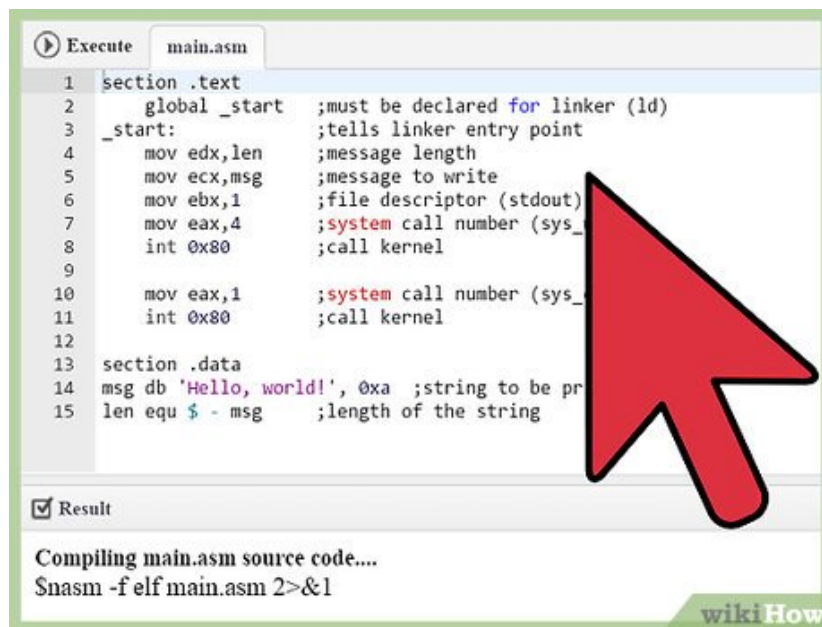 Execute main.asm
1 section .text
2 global _start ;must be declared for linker (ld)
3 _start: ;tells linker entry point
4 mov edx,len ;message length
5 mov ecx,msg ;message to write
6 mov ebx,1 ;file descriptor (stdout)
7 mov eax,4 ;system call number (sys_
8 int 0x80 ;call kernel
9
10 mov eax,1 ;system call number (sys_
11 int 0x80 ;call kernel
12
13 section .data
14 msg db 'Hello, world!', 0xa ;string to be pr
15 len equ $ - msg ;length of the string
Result
Compiling main.asm source code....
$nasm -f elf main.asm 2>&1
wikiHow